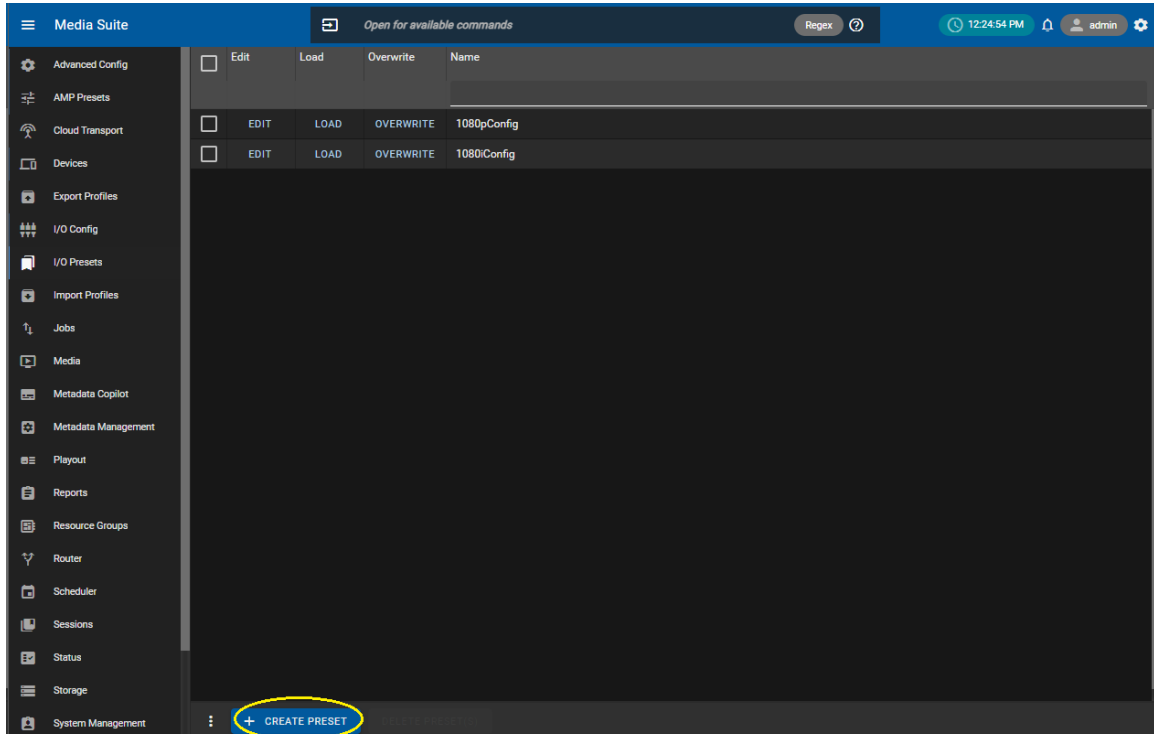 Media Suite
Open for available commands
Regex
12:24:54 PM
admin
Advanced Config
AMP Presets
Cloud Transport
Devices
Export Profiles
I/O Config
I/O Presets
Import Profiles
Jobs
Media
Metadata Copilot
Metadata Management
Playout
Reports
Resource Groups
Router
Scheduler
Sessions
Status
Storage
System Management
Edit Load Overwrite Name
EDIT LOAD OVERWRITE 1080pConfig
EDIT LOAD OVERWRITE 1080iConfig
+ CREATE PRESET